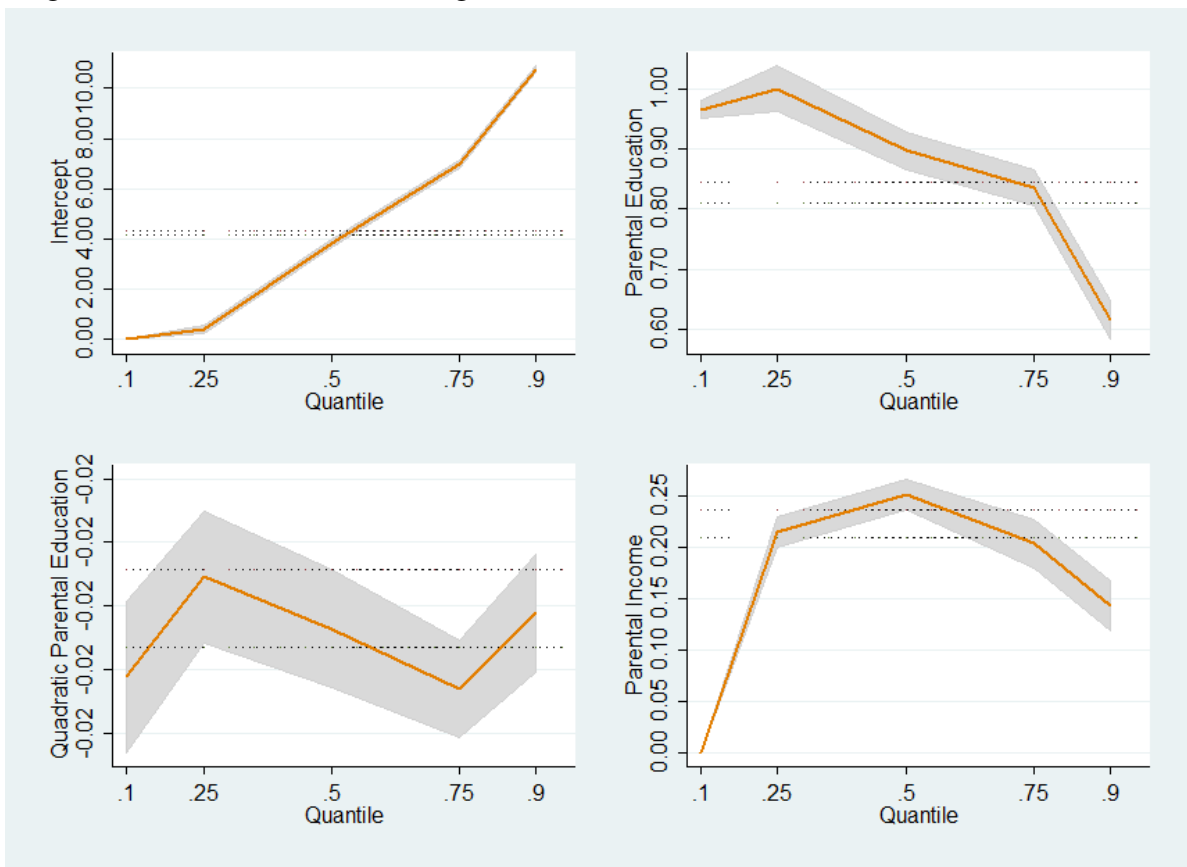 Intercept
0.00 2.00 4.00 6.00 8.00 10.00
.1 .25 .5 .75 .9
Quantile
Parental Education
0.60 0.70 0.80 0.90 1.00
.1 .25 .5 .75 .9
Quantile
Quadratic Parental Education
-0.02 -0.02 -0.02 -0.02 -0.02
.1 .25 .5 .75 .9
Quantile
Parental Income
0.00 0.05 0.10 0.15 0.20 0.25
.1 .25 .5 .75 .9
Quantile